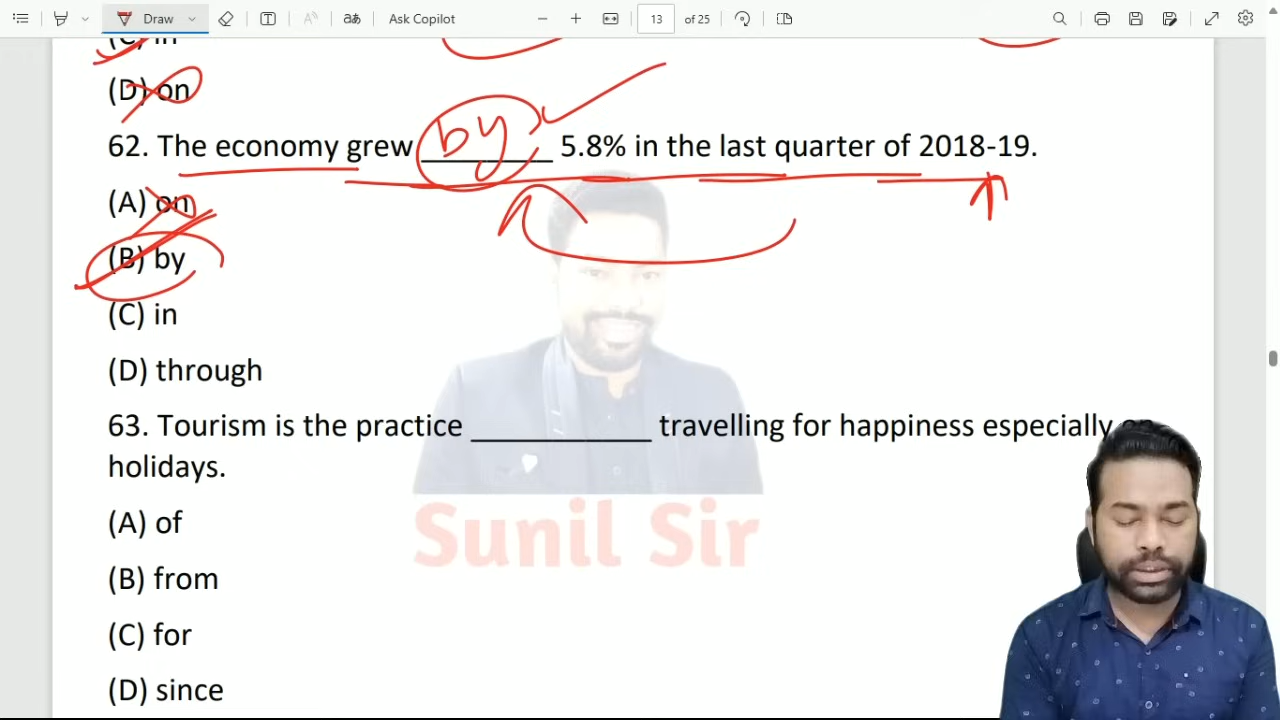 Draw
Ask Copilot
13 of 25
(D) on
62. The economy grew by 5.8% in the last quarter of 2018-19.
(A) on
(B) by
(C) in
(D) through
63. Tourism is the practice ____________ travelling for happiness especially
holidays.
(A) of
(B) from
(C) for
(D) since
Sunil Sir